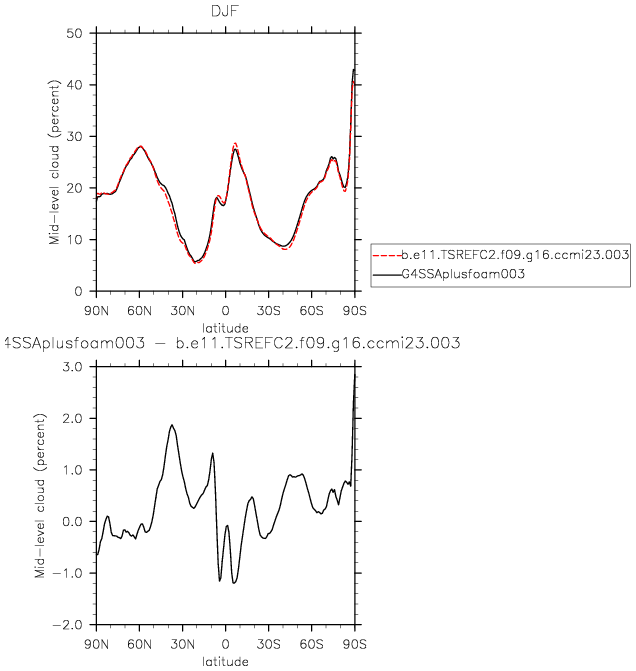 DJF
50
40
30
20
10
0
Mid-level cloud (percent)
90N 60N 30N 0 30S 60S 90S
latitude
b.e11.TSREFC2.f09.g16.ccmi23.003
G4SSAplusfoam003
4SSAplusfoam003 - b.e11.TSREFC2.f09.g16.ccmi23.003
3.0
2.0
1.0
0.0
-1.0
-2.0
Mid-level cloud (percent)
90N 60N 30N 0 30S 60S 90S
latitude